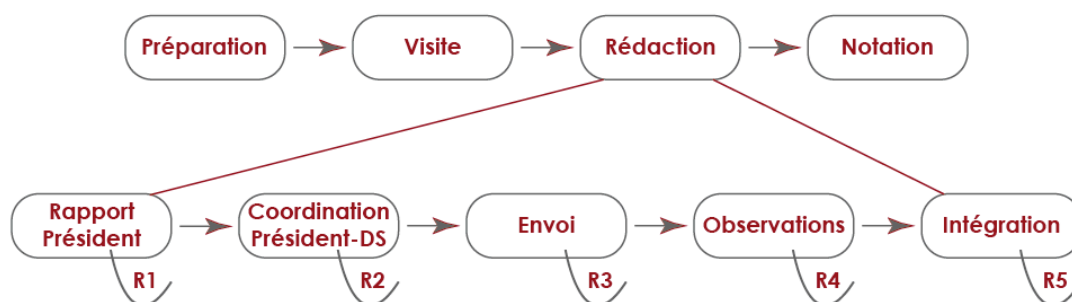 Préparation
Visite
Rédaction
Notation
Rapport
Président
Coordination
Président-DS
Envoi
Observations
Intégration
R1
R2
R3
R4
R5